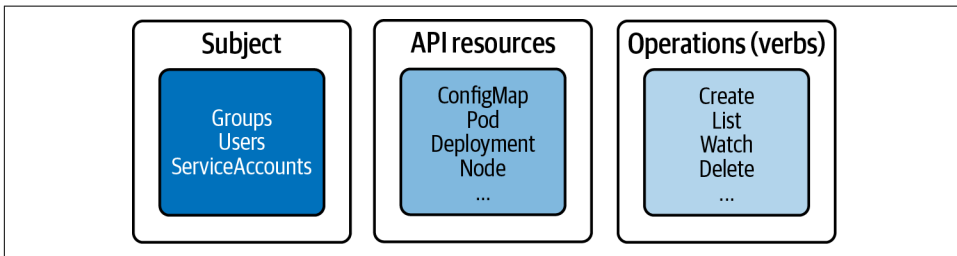 Subject
Groups
Users
ServiceAccounts
API resources
ConfigMap
Pod
Deployment
Node
...
Operations (verbs)
Create
List
Watch
Delete
...